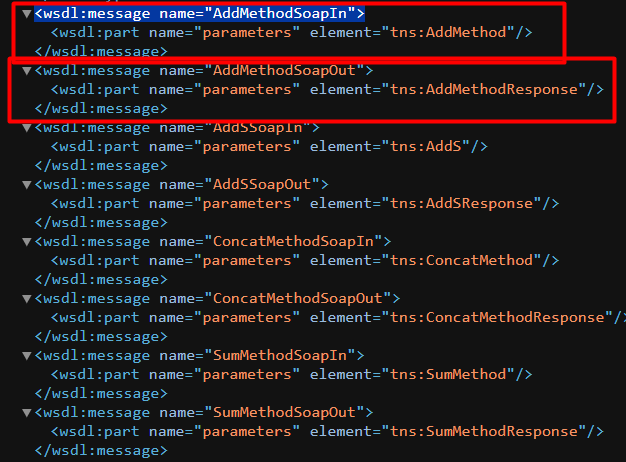 <wsdl:message name="AddMethodSoapIn">
<wsdl:part name="parameters" element="tns:AddMethod"/>
</wsdl:message>
<wsdl:message name="AddMethodSoapOut">
<wsdl:part name="parameters" element="tns:AddMethodResponse"/>
</wsdl:message>
<wsdl:message name="AddSSoapIn">
<wsdl:part name="parameters" element="tns:AddS"/>
</wsdl:message>
<wsdl:message name="AddSSoapOut">
<wsdl:part name="parameters" element="tns:AddSResponse"/>
</wsdl:message>
<wsdl:message name="ConcatMethodSoapIn">
<wsdl:part name="parameters" element="tns:ConcatMethod"/>
</wsdl:message>
<wsdl:message name="ConcatMethodSoapOut">
<wsdl:part name="parameters" element="tns:ConcatMethodResponse"/>
</wsdl:message>
<wsdl:message name="SumMethodSoapIn">
<wsdl:part name="parameters" element="tns:SumMethod"/>
</wsdl:message>
<wsdl:message name="SumMethodSoapOut">
<wsdl:part name="parameters" element="tns:SumMethodResponse"/>
</wsdl:message>